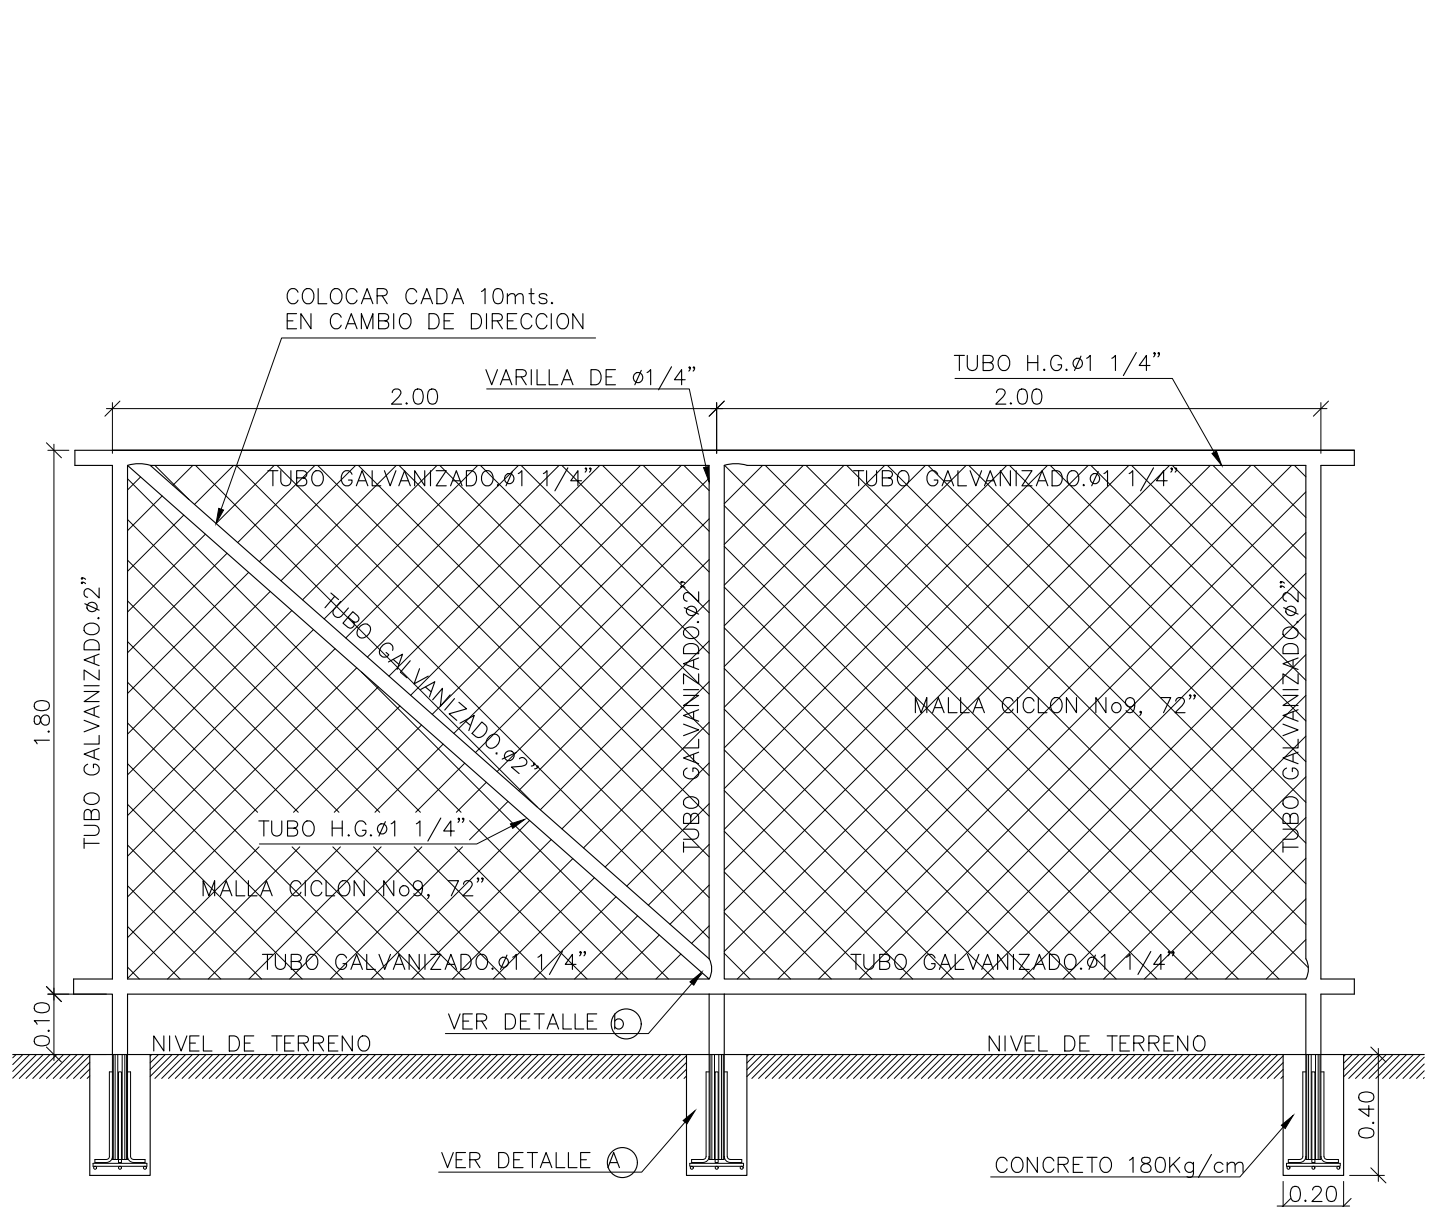 COLOCAR CADA 10mts.
EN CAMBIO DE DIRECCION
VARILLA DE ø1/4”
TUBO H.G.ø1 1/4”
2.00
2.00
TUBO GALVANIZADO.ø1 1/4”
TUBO GALVANIZADO.ø1 1/4”
1.80
TUBO GALVANIZADO.ø2”
TUBO GALVANIZADO.ø2”
TUBO GALVANIZADO.ø2”
TUBO GALVANIZADO.ø2”
MALLA CICLON No9, 72”
TUBO H.G.ø1 1/4”
MALLA CICLON No9, 72”
TUBO GALVANIZADO.ø1 1/4”
TUBO GALVANIZADO.ø1 1/4”
0.10
VER DETALLE b
NIVEL DE TERRENO
NIVEL DE TERRENO
0.40
VER DETALLE A
CONCRETO 180Kg/cm
0.20